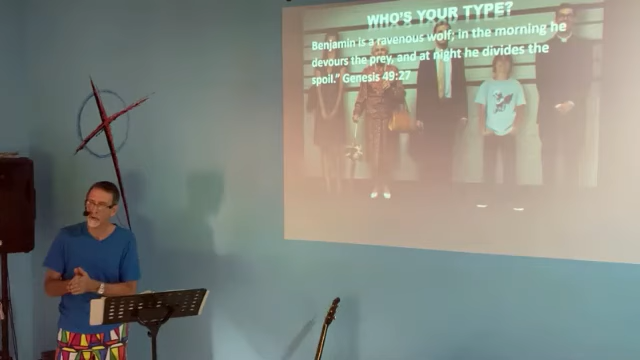 WHO'S YOUR TYPE?
Benjamin is a ravenous wolf; in the morning he
devours the prey, and at night he divides the
spoil." Genesis 49:27